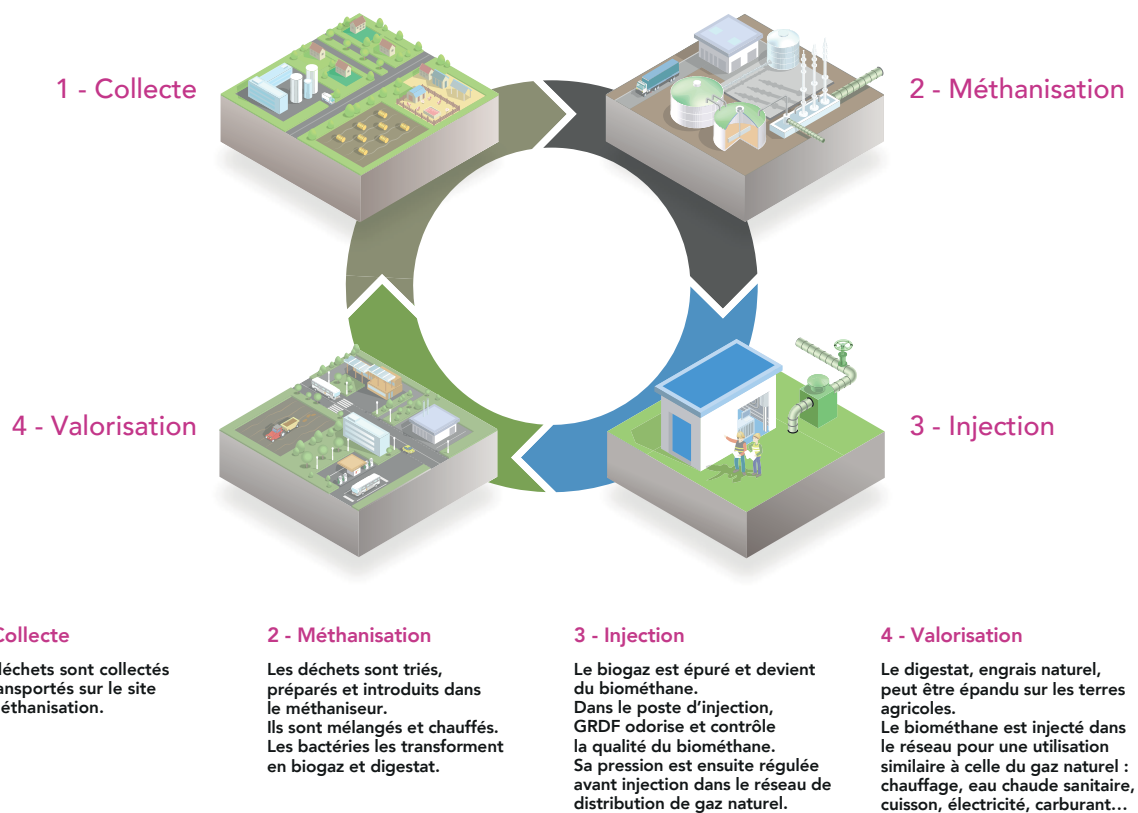 1 - Collecte
2 - Méthanisation
4 - Valorisation
3 - Injection
Collecte
déchets sont collectés
sur le site
2 - Méthanisation
Les déchets sont triés,
préparés et introduits dans
le méthaniseur.
Ils sont mélangés et chauffés.
Les bactéries les transforment
en biogaz et digestat.
3 - Injection
Le biogaz est épuré et devient
du biométhane.
Dans le poste d’injection,
GRDF odorise et contrôle
la qualité du biométhane.
Sa pression est ensuite régulée
avant injection dans le réseau de
distribution de gaz naturel.
4 - Valorisation
Le digestat, engrais naturel,
peut être épandu sur les terres
agricoles.
Le biométhane est injecté dans
le réseau pour une utilisation
similaire à celle du gaz naturel :
chauffage, eau chaude sanitaire,
cuisson, électricité, carburant…